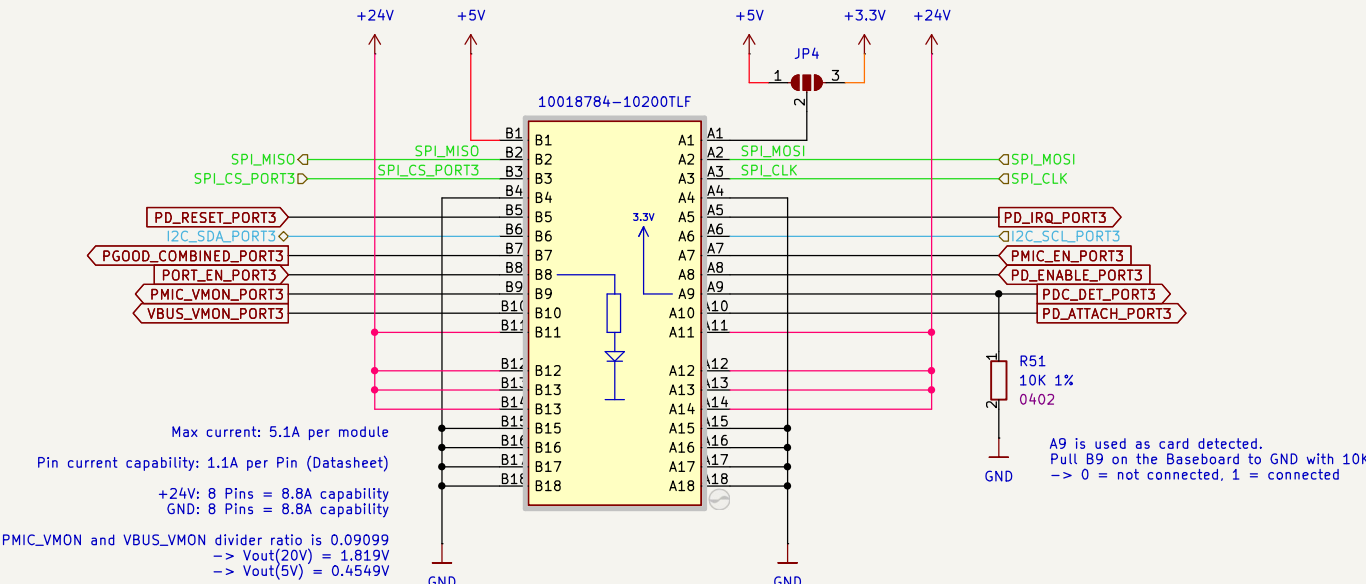 +24V +5V +5V +3.3V +24V
JP4
1 3
2
10018784-10200TLF
B1 B1 A1 A1
SPI_MISO SPI_MISO B2 B2 A2 A2 SPI_MOSI SPI_MOSI
SPI_CS_PORT3 SPI_CS_PORT3 B3 B3 A3 A3 SPI_CLK SPI_CLK
B4 B4 A4 A4
PD_RESET_PORT3 B5 B5 3.3V A5 A5 PD_IRQ_PORT3
I2C_SDA_PORT3 B6 B6 A6 A6 I2C_SCL_PORT3
PGOOD_COMBINED_PORT3 B7 B7 A7 A7 PMIC_EN_PORT3
PORT_EN_PORT3 B8 B8 A8 A8 PD_ENABLE_PORT3
PMIC_VMON_PORT3 B9 B9 A9 A9 PDC_DET_PORT3
VBUS_VMON_PORT3 B10 B10 A10 A10 PD_ATTACH_PORT3
B11 B11 A11 A11
B12 B12 A12 A12
B13 B13 A13 A13
B14 B13 A14 A14
B15 B15 A15 A15
B16 B16 A16 A16
B17 B17 A17 A17
B18 B18 A18 A18
1 R51
10K 1%
2 0402
GND
Max current: 5.1A per module
Pin current capability: 1.1A per Pin (Datasheet)
+24V: 8 Pins = 8.8A capability
GND: 8 Pins = 8.8A capability
PMIC_VMON and VBUS_VMON divider ratio is 0.09099
-> Vout(20V) = 1.819V
-> Vout(5V) = 0.4549V
A9 is used as card detected.
Pull B9 on the Baseboard to GND with 10K
-> 0 = not connected, 1 = connected
GND GND